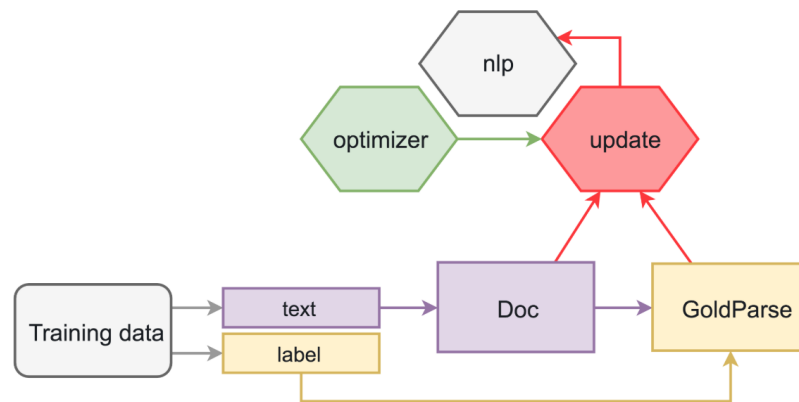 nlp
optimizer
update
Training data
text
label
Doc
GoldParse